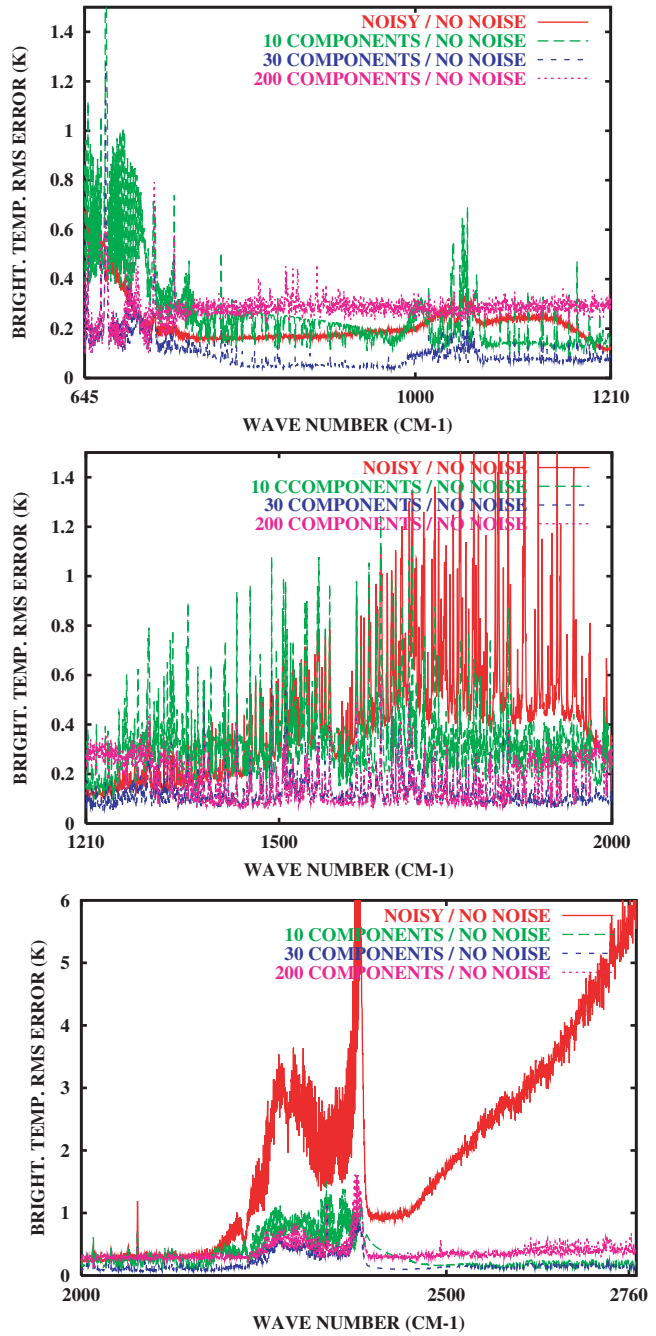 1.4
1.2
1
0.8
0.6
0.4
0.2
0
BRIGHT. TEMP. RMS ERROR (K)
NOISY / NO NOISE
10 COMPONENTS / NO NOISE
30 COMPONENTS / NO NOISE
200 COMPONENTS / NO NOISE
645
1000
1210
WAVE NUMBER (CM-1)
1.4
1.2
1
0.8
0.6
0.4
0.2
0
BRIGHT. TEMP. RMS ERROR (K)
NOISY / NO NOISE
10 CCOMPONENTS / NO NOISE
30 COMPONENTS / NO NOISE
200 COMPONENTS / NO NOISE
1210
1500
2000
WAVE NUMBER (CM-1)
6
5
4
3
2
1
0
BRIGHT. TEMP. RMS ERROR (K)
NOISY / NO NOISE
10 COMPONENTS / NO NOISE
30 COMPONENTS / NO NOISE
200 COMPONENTS / NO NOISE
2000
2500
2760
WAVE NUMBER (CM-1)